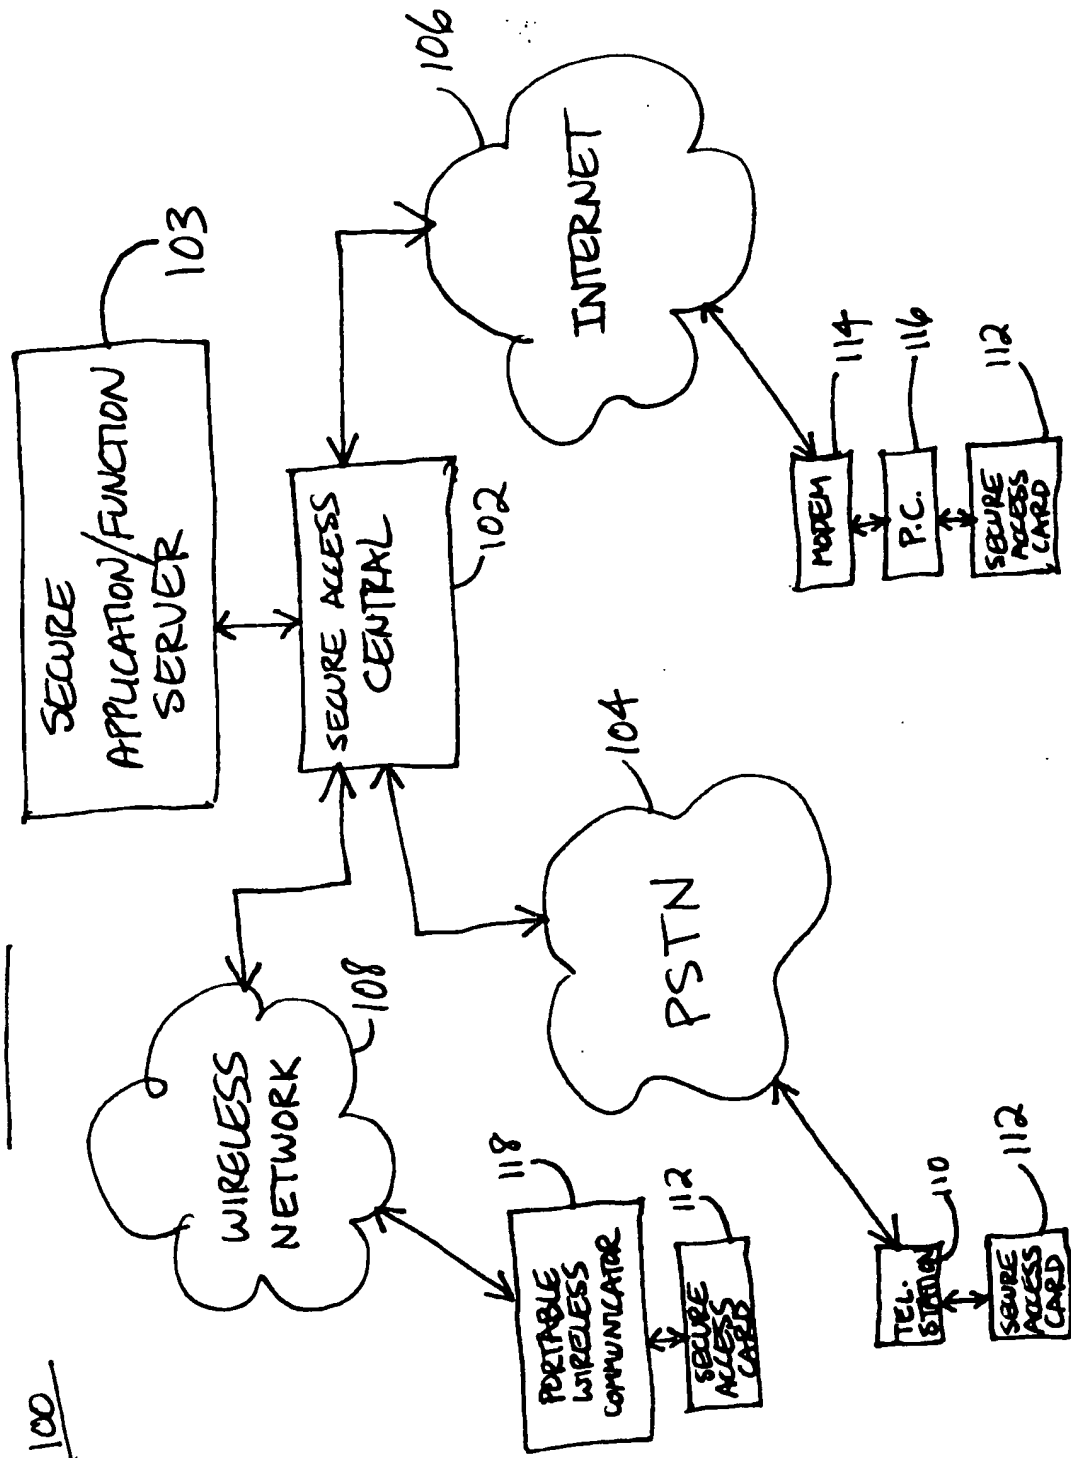 100
SECURE
APPLICATION/FUNCTION
SERVER
103
SECURE ACCESS
CENTRAL
102
WIRELESS
NETWORK
108
PSTN
104
INTERNET
106
PORTABLE
WIRELESS
COMMUNICATOR
118
SECURE
ACCESS
CARD
112
TEL.
STATION
110
SECURE
ACCESS
CARD
112
MODEM
114
P.C.
116
SECURE
ACCESS
CARD
112